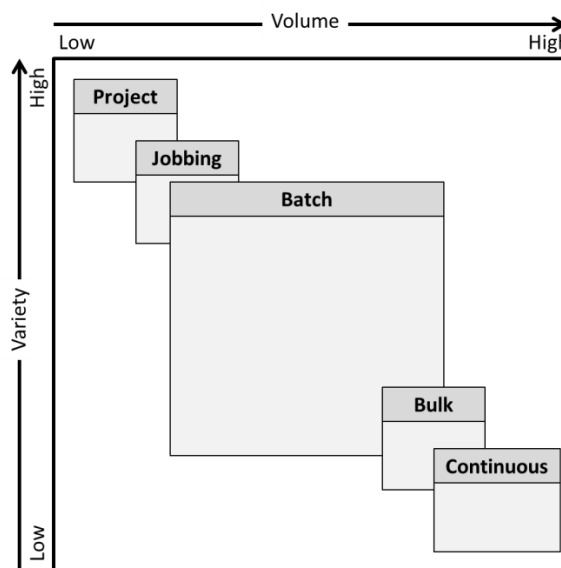 Volume
Low High
High
Project
Jobbing
Batch
Variety
Bulk
Continuous
Low